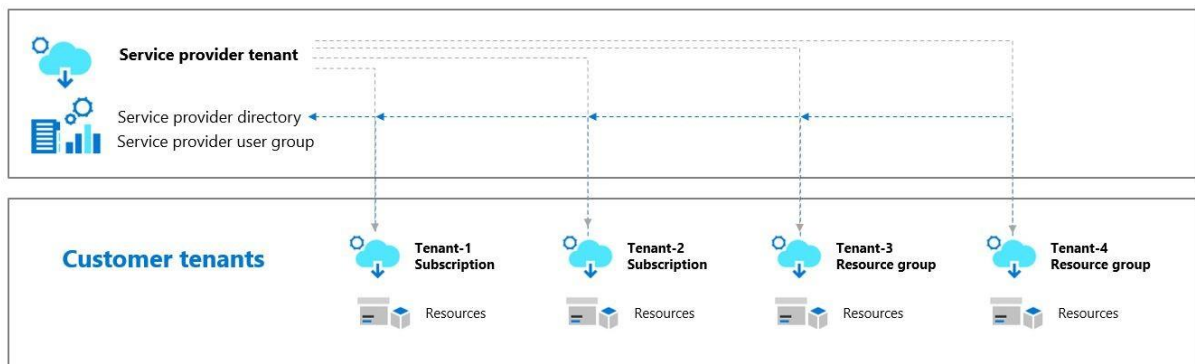 Service provider tenant
Service provider directory
Service provider user group
Customer tenants
Tenant-1
Subscription
Resources
Tenant-2
Subscription
Resources
Tenant-3
Resource group
Resources
Tenant-4
Resource group
Resources